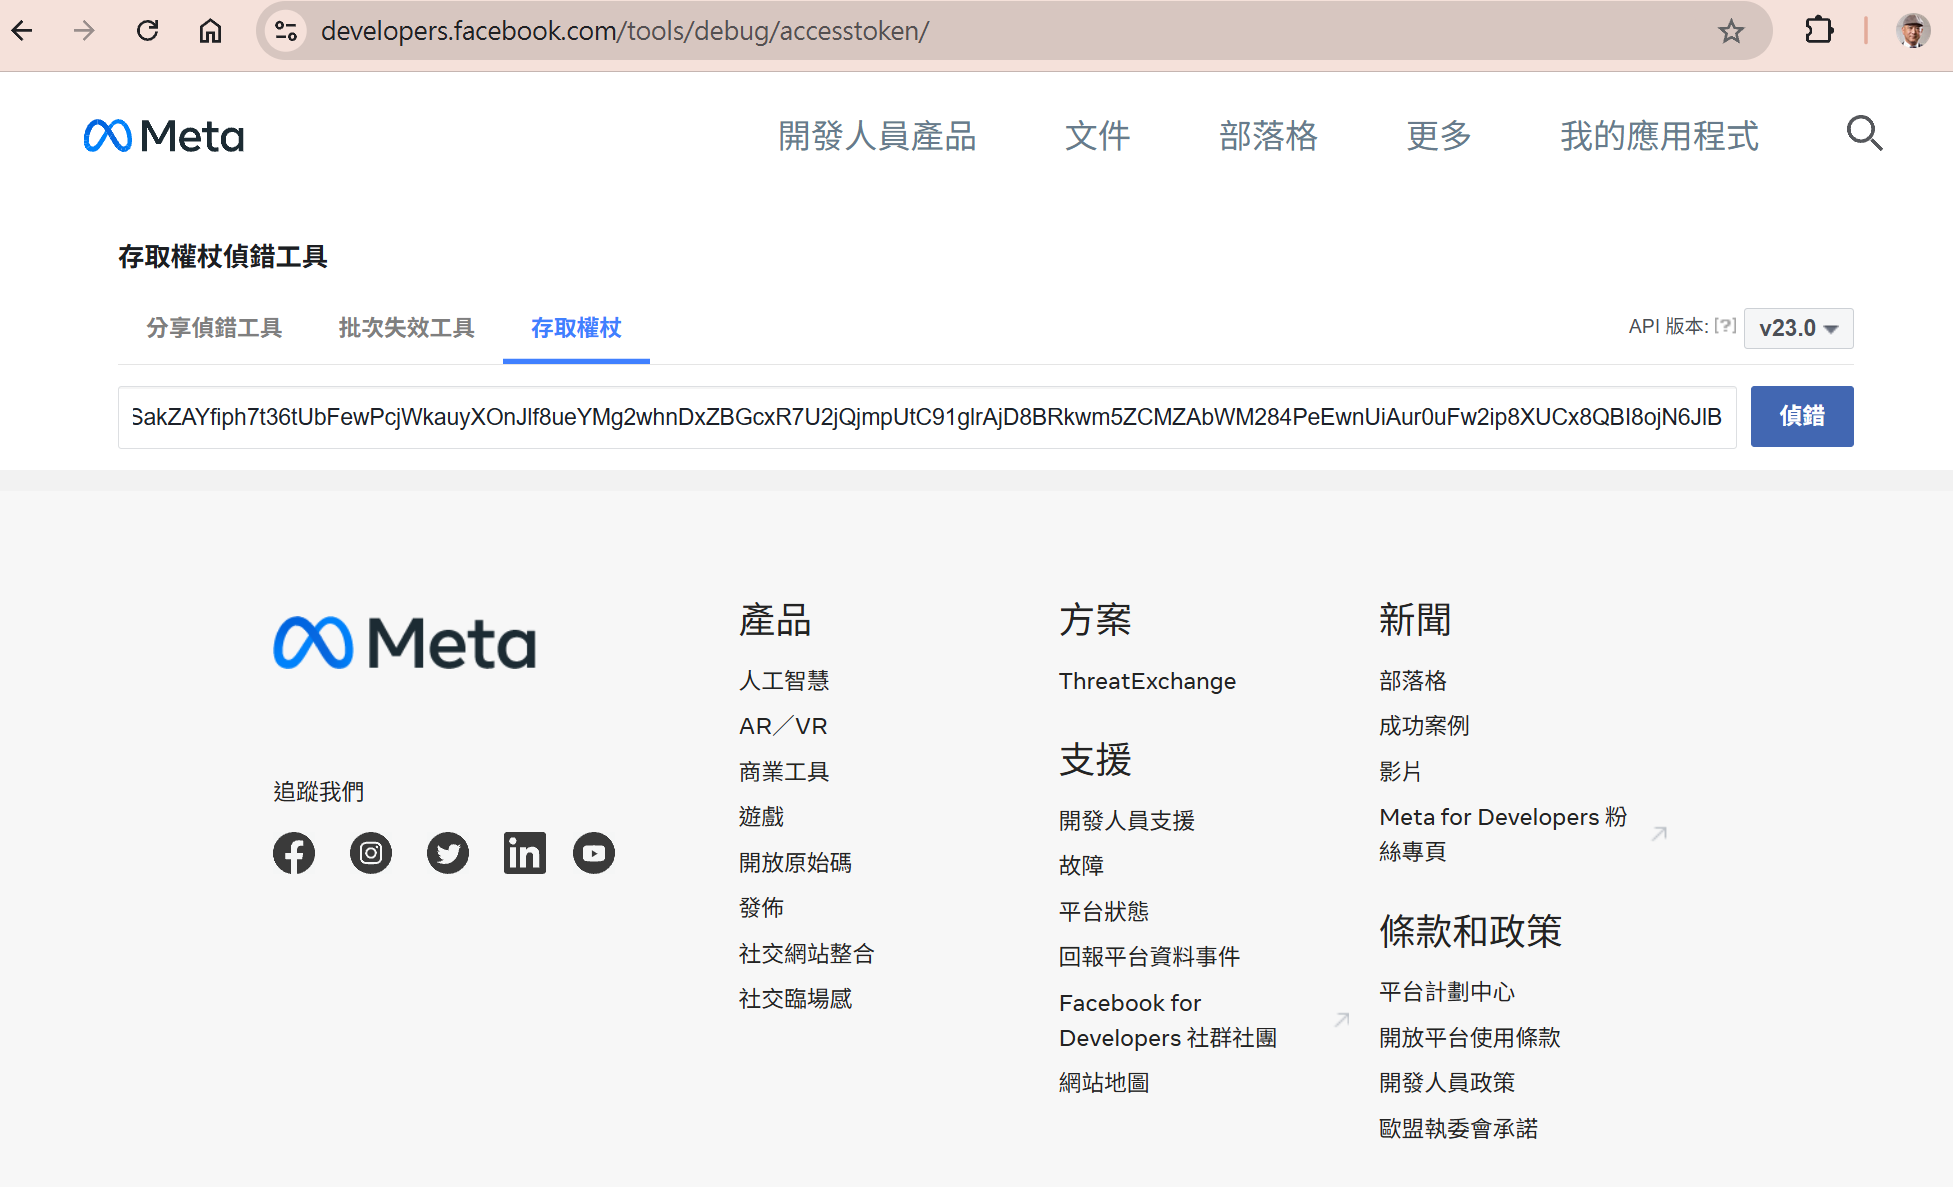 developers.facebook.com/tools/debug/accesstoken/
Meta
開發人員產品
文件
部落格
更多
我的應用程式
存取權杖偵錯工具
分享偵錯工具
批次失效工具
存取權杖
API 版本: [?]
v23.0
SakZAYfiph7t36tUbFewPcjWkauyXOnJlf8ueYMg2whnDxZBGcxR7U2jQjmpUtC91glrAjD8BRkwm5ZCMZAbWM284PeEwnUiAur0uFw2ip8XUCx8QBI8ojN6JlB
偵錯
Meta
追蹤我們
產品
人工智慧
AR／VR
商業工具
遊戲
開放原始碼
發佈
社交網站整合
社交臨場感
方案
ThreatExchange
支援
開發人員支援
故障
平台狀態
回報平台資料事件
Facebook for
Developers 社群社團
網站地圖
新聞
部落格
成功案例
影片
Meta for Developers 粉
絲專頁
條款和政策
平台計劃中心
開放平台使用條款
開發人員政策
歐盟執委會承諾